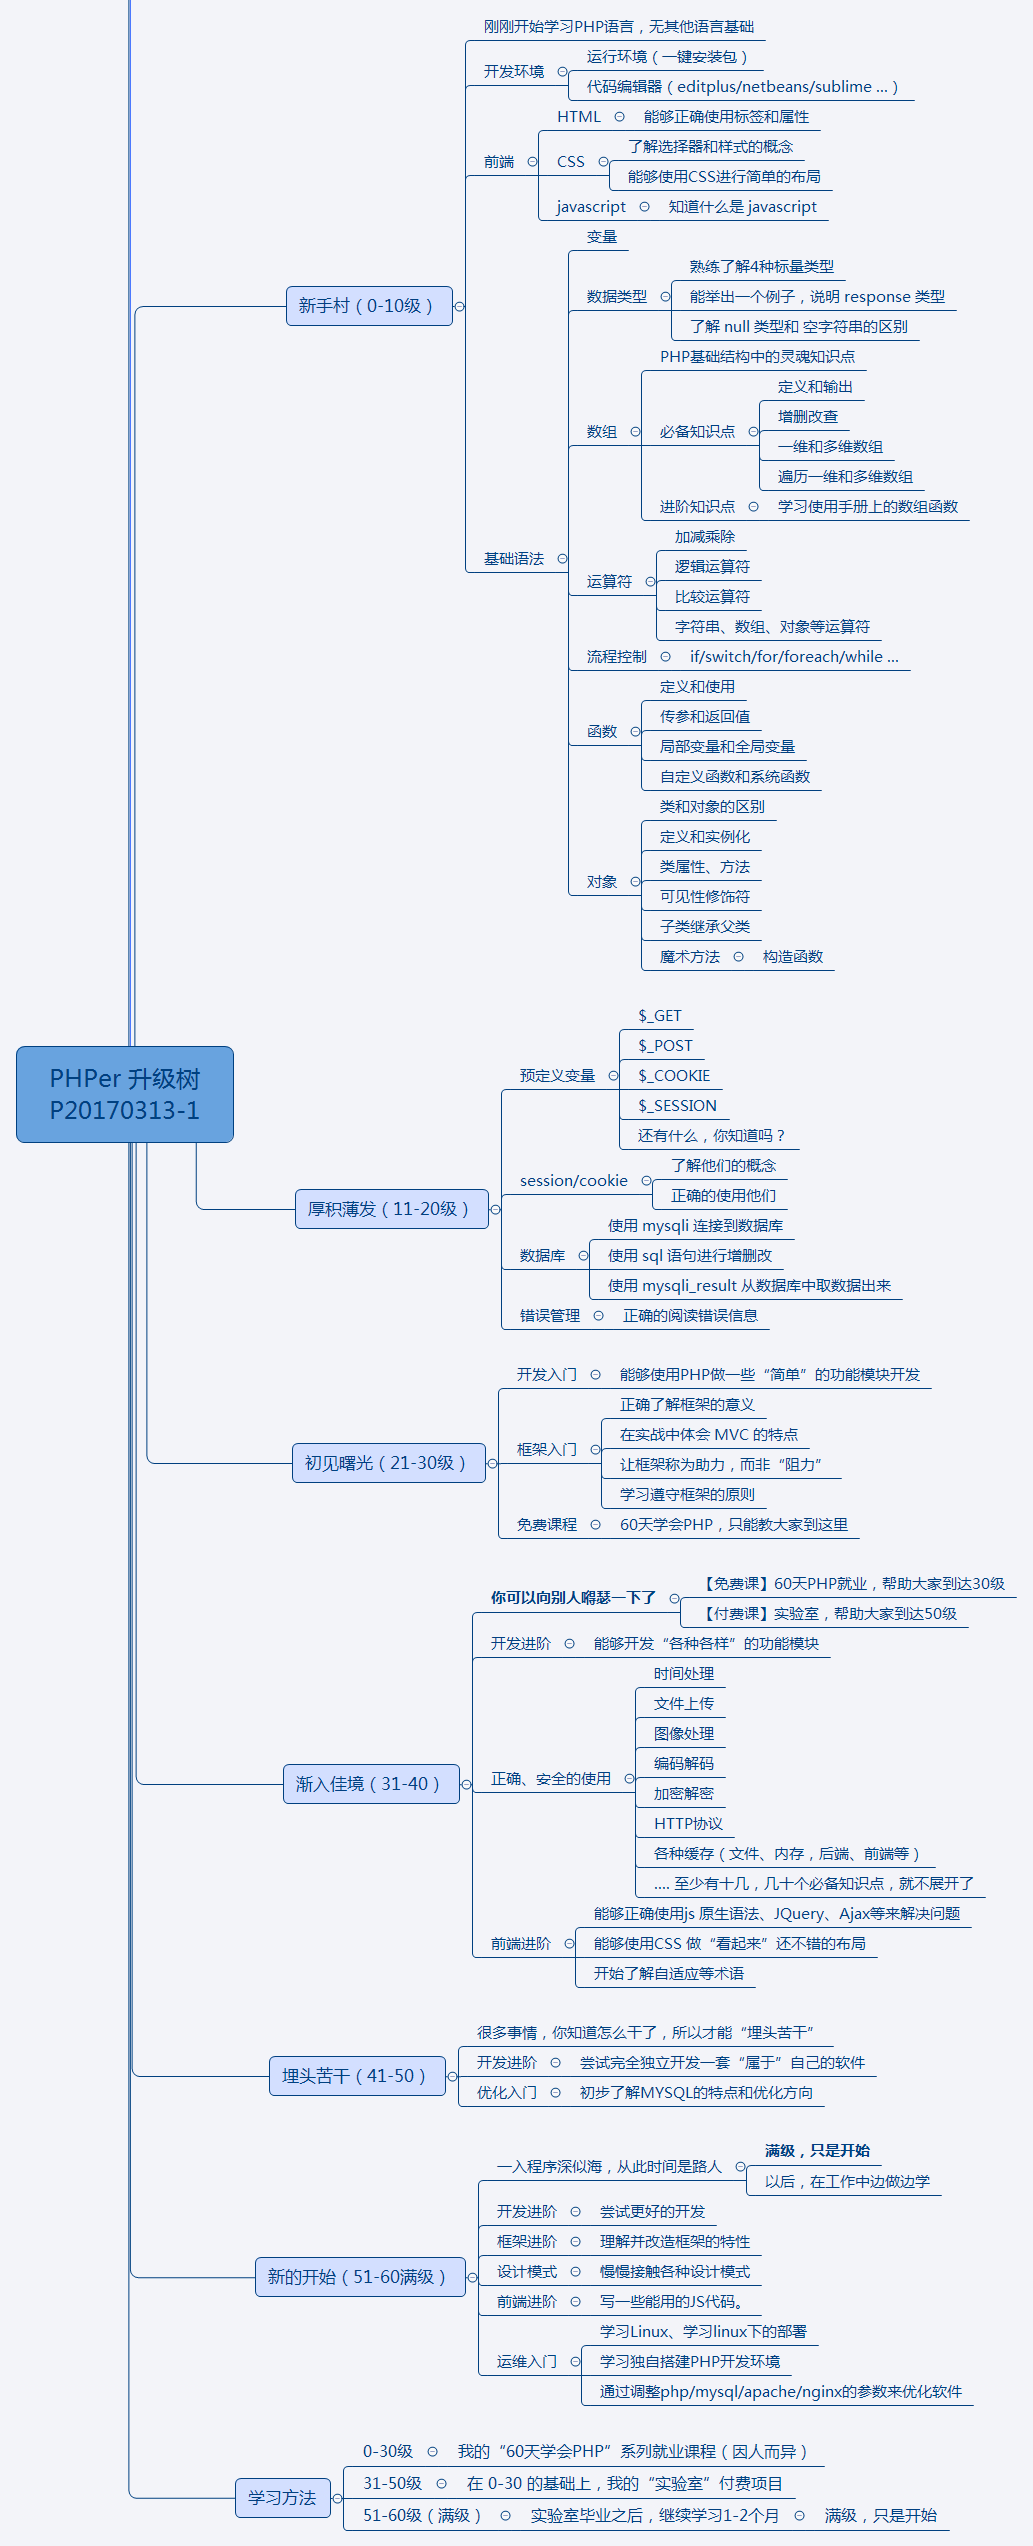 PHPer 升级树
P20170313-1
新手村（0-10级）
刚刚开始学习PHP语言，无其他语言基础
开发环境
运行环境（一键安装包）
代码编辑器（editplus/netbeans/sublime ...）
前端
HTML
能够正确使用标签和属性
CSS
了解选择器和样式的概念
能够使用CSS进行简单的布局
javascript
知道什么是 javascript
基础语法
变量
数据类型
熟练了解4种标量类型
能举出一个例子，说明 response 类型
了解 null 类型和 空字符串的区别
数组
PHP基础结构中的灵魂知识点
必备知识点
定义和输出
增删改查
一维和多维数组
遍历一维和多维数组
进阶知识点
学习使用手册上的数组函数
运算符
加减乘除
逻辑运算符
比较运算符
字符串、数组、对象等运算符
流程控制
if/switch/for/foreach/while ...
函数
定义和使用
传参和返回值
局部变量和全局变量
自定义函数和系统函数
对象
类和对象的区别
定义和实例化
类属性、方法
可见性修饰符
子类继承父类
魔术方法
构造函数
厚积薄发（11-20级）
预定义变量
$_GET
$_POST
$_COOKIE
$_SESSION
还有什么，你知道吗？
session/cookie
了解他们的概念
正确的使用他们
数据库
使用 mysqli 连接到数据库
使用 sql 语句进行增删改
使用 mysqli_result 从数据库中取数据出来
错误管理
正确的阅读错误信息
初见曙光（21-30级）
开发入门
能够使用PHP做一些“简单”的功能模块开发
框架入门
正确了解框架的意义
在实战中体会 MVC 的特点
让框架称为助力，而非“阻力”
学习遵守框架的原则
免费课程
60天学会PHP，只能教大家到这里
渐入佳境（31-40）
你可以向别人嘚瑟一下了
【免费课】60天PHP就业，帮助大家到达30级
【付费课】实验室，帮助大家到达50级
开发进阶
能够开发“各种各样”的功能模块
正确、安全的使用
时间处理
文件上传
图像处理
编码解码
加密解密
HTTP协议
各种缓存（文件、内存，后端、前端等）
.... 至少有十几，几十个必备知识点，就不展开了
前端进阶
能够正确使用js 原生语法、JQuery、Ajax等来解决问题
能够使用CSS 做“看起来”还不错的布局
开始了解自适应等术语
埋头苦干（41-50）
很多事情，你知道怎么干了，所以才能“埋头苦干”
开发进阶
尝试完全独立开发一套“属于”自己的软件
优化入门
初步了解MYSQL的特点和优化方向
新的开始（51-60满级）
一入程序深似海，从此时间是路人
满级，只是开始
以后，在工作中边做边学
开发进阶
尝试更好的开发
框架进阶
理解并改造框架的特性
设计模式
慢慢接触各种设计模式
前端进阶
写一些能用的JS代码。
运维入门
学习Linux、学习linux下的部署
学习独自搭建PHP开发环境
通过调整php/mysql/apache/nginx的参数来优化软件
学习方法
0-30级
我的“60天学会PHP”系列就业课程（因人而异）
31-50级
在 0-30 的基础上，我的“实验室”付费项目
51-60级（满级）
实验室毕业之后，继续学习1-2个月
满级，只是开始